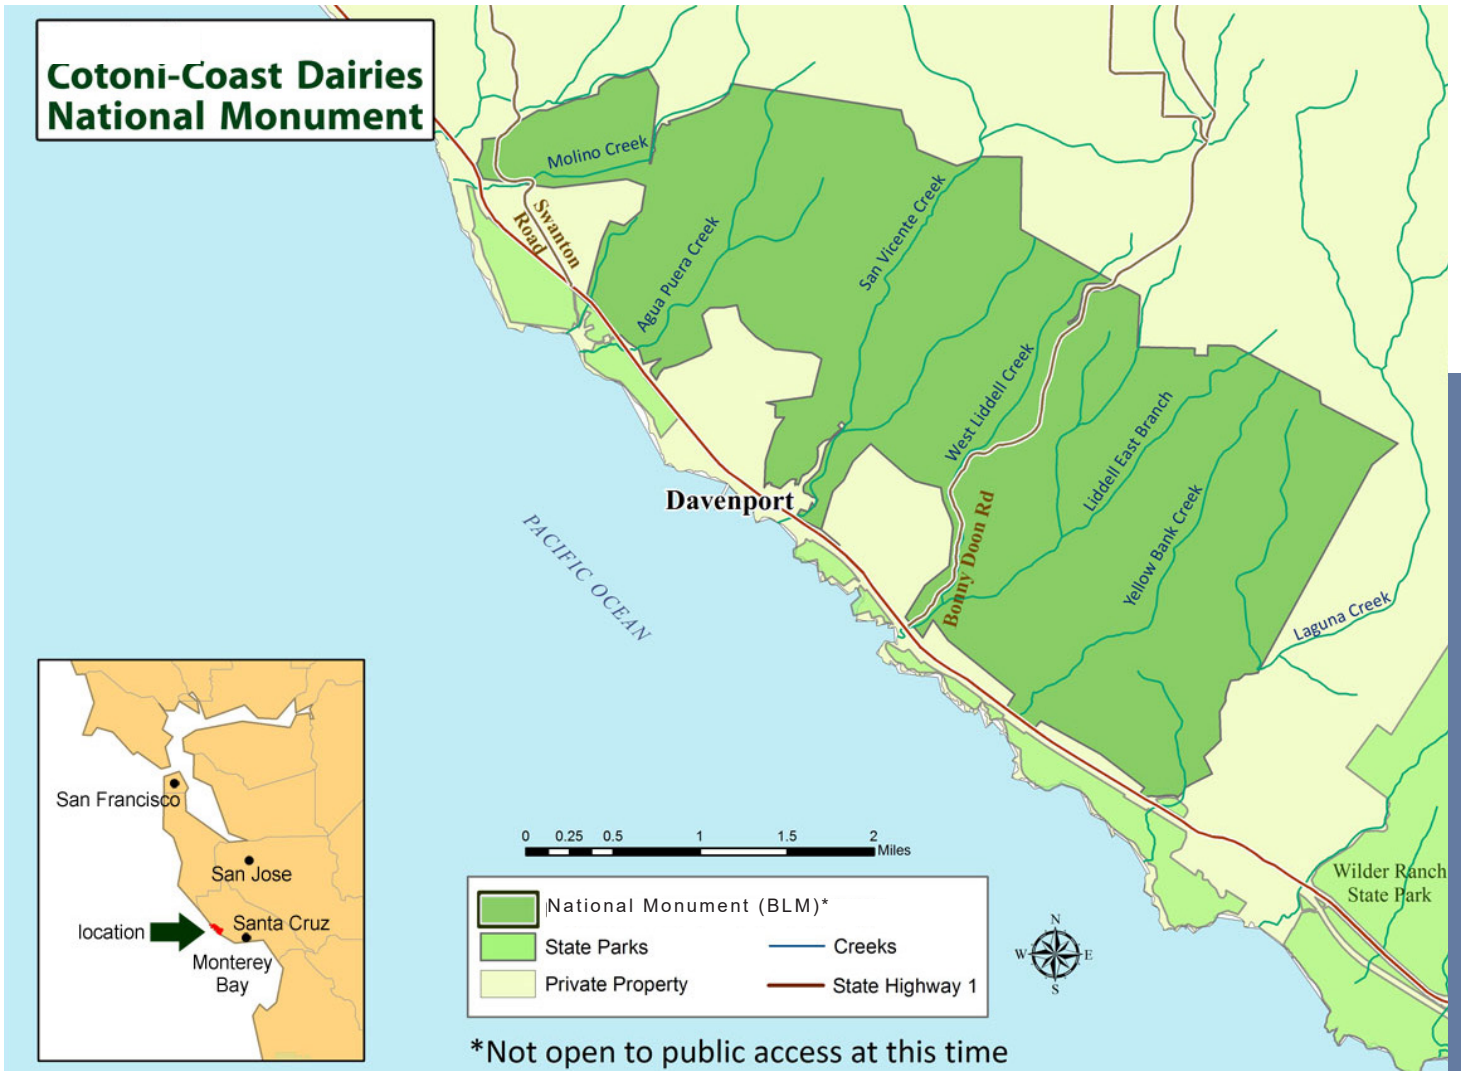 Cotoni-Coast Dairies
National Monument
Molino Creek
Swanton
Road
Agua Puera Creek
San Vicente Creek
West Liddell Creek
Liddell East Branch
Yellow Bank Creek
Laguna Creek
Bonny Doon Rd
Davenport
PACIFIC OCEAN
Wilder Ranch
State Park
San Francisco
San Jose
Santa Cruz
location
Monterey
Bay
0 0.25 0.5 1 1.5 2
Miles
National Monument (BLM)*
State Parks
Creeks
Private Property
State Highway 1
N
W E
S
*Not open to public access at this time